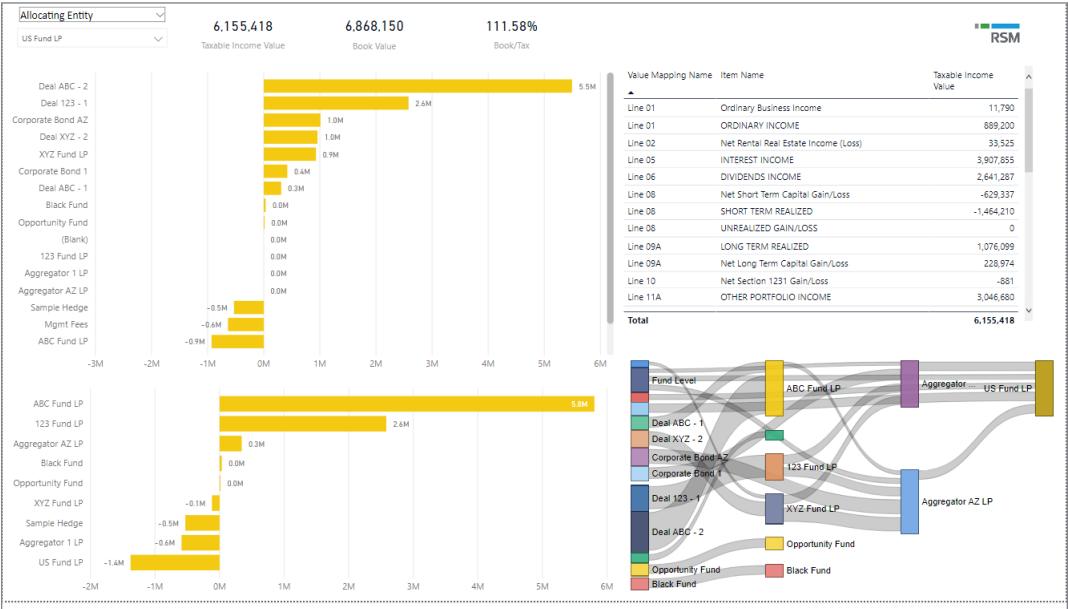 Allocating Entity
US Fund LP
6,155,418
Taxable Income Value
6,868,150
Book Value
111.58%
Book/Tax
RSM
Deal ABC - 2
5.5M
Deal 123 - 1
2.6M
Corporate Bond AZ
1.0M
Deal XYZ - 2
1.0M
XYZ Fund LP
0.9M
Corporate Bond 1
0.4M
Deal ABC - 1
0.3M
Black Fund
0.0M
Opportunity Fund
0.0M
(Blank)
0.0M
123 Fund LP
0.0M
Aggregator 1 LP
0.0M
Aggregator AZ LP
0.0M
Sample Hedge
-0.5M
Mgmt Fees
-0.6M
ABC Fund LP
-0.9M
-3M -2M -1M 0M 1M 2M 3M 4M 5M 6M
Value Mapping Name Item Name Taxable Income Value
Line 01 Ordinary Business Income 11,790
Line 01 ORDINARY INCOME 889,200
Line 02 Net Rental Real Estate Income (Loss) 33,525
Line 05 INTEREST INCOME 3,907,855
Line 06 DIVIDENDS INCOME 2,641,287
Line 08 Net Short Term Capital Gain/Loss -629,337
Line 08 SHORT TERM REALIZED -1,464,210
Line 08 UNREALIZED GAIN/LOSS 0
Line 09A LONG TERM REALIZED 1,076,099
Line 09A Net Long Term Capital Gain/Loss 228,974
Line 10 Net Section 1231 Gain/Loss -881
Line 11A OTHER PORTFOLIO INCOME 3,046,680
Total 6,155,418
ABC Fund LP
5.8M
123 Fund LP
2.6M
Aggregator AZ LP
0.3M
Black Fund
0.0M
Opportunity Fund
0.0M
XYZ Fund LP
-0.1M
Sample Hedge
-0.5M
Aggregator 1 LP
-0.6M
US Fund LP
-1.4M
-2M -1M 0M 1M 2M 3M 4M 5M 6M
Fund Level
Deal ABC - 1
Deal XYZ - 2
Corporate Bond AZ
Corporate Bond 1
Deal 123 - 1
Deal ABC - 2
Opportunity Fund
Black Fund
ABC Fund LP
123 Fund LP
XYZ Fund LP
Opportunity Fund
Black Fund
Aggregator ...
Aggregator AZ LP
US Fund LP